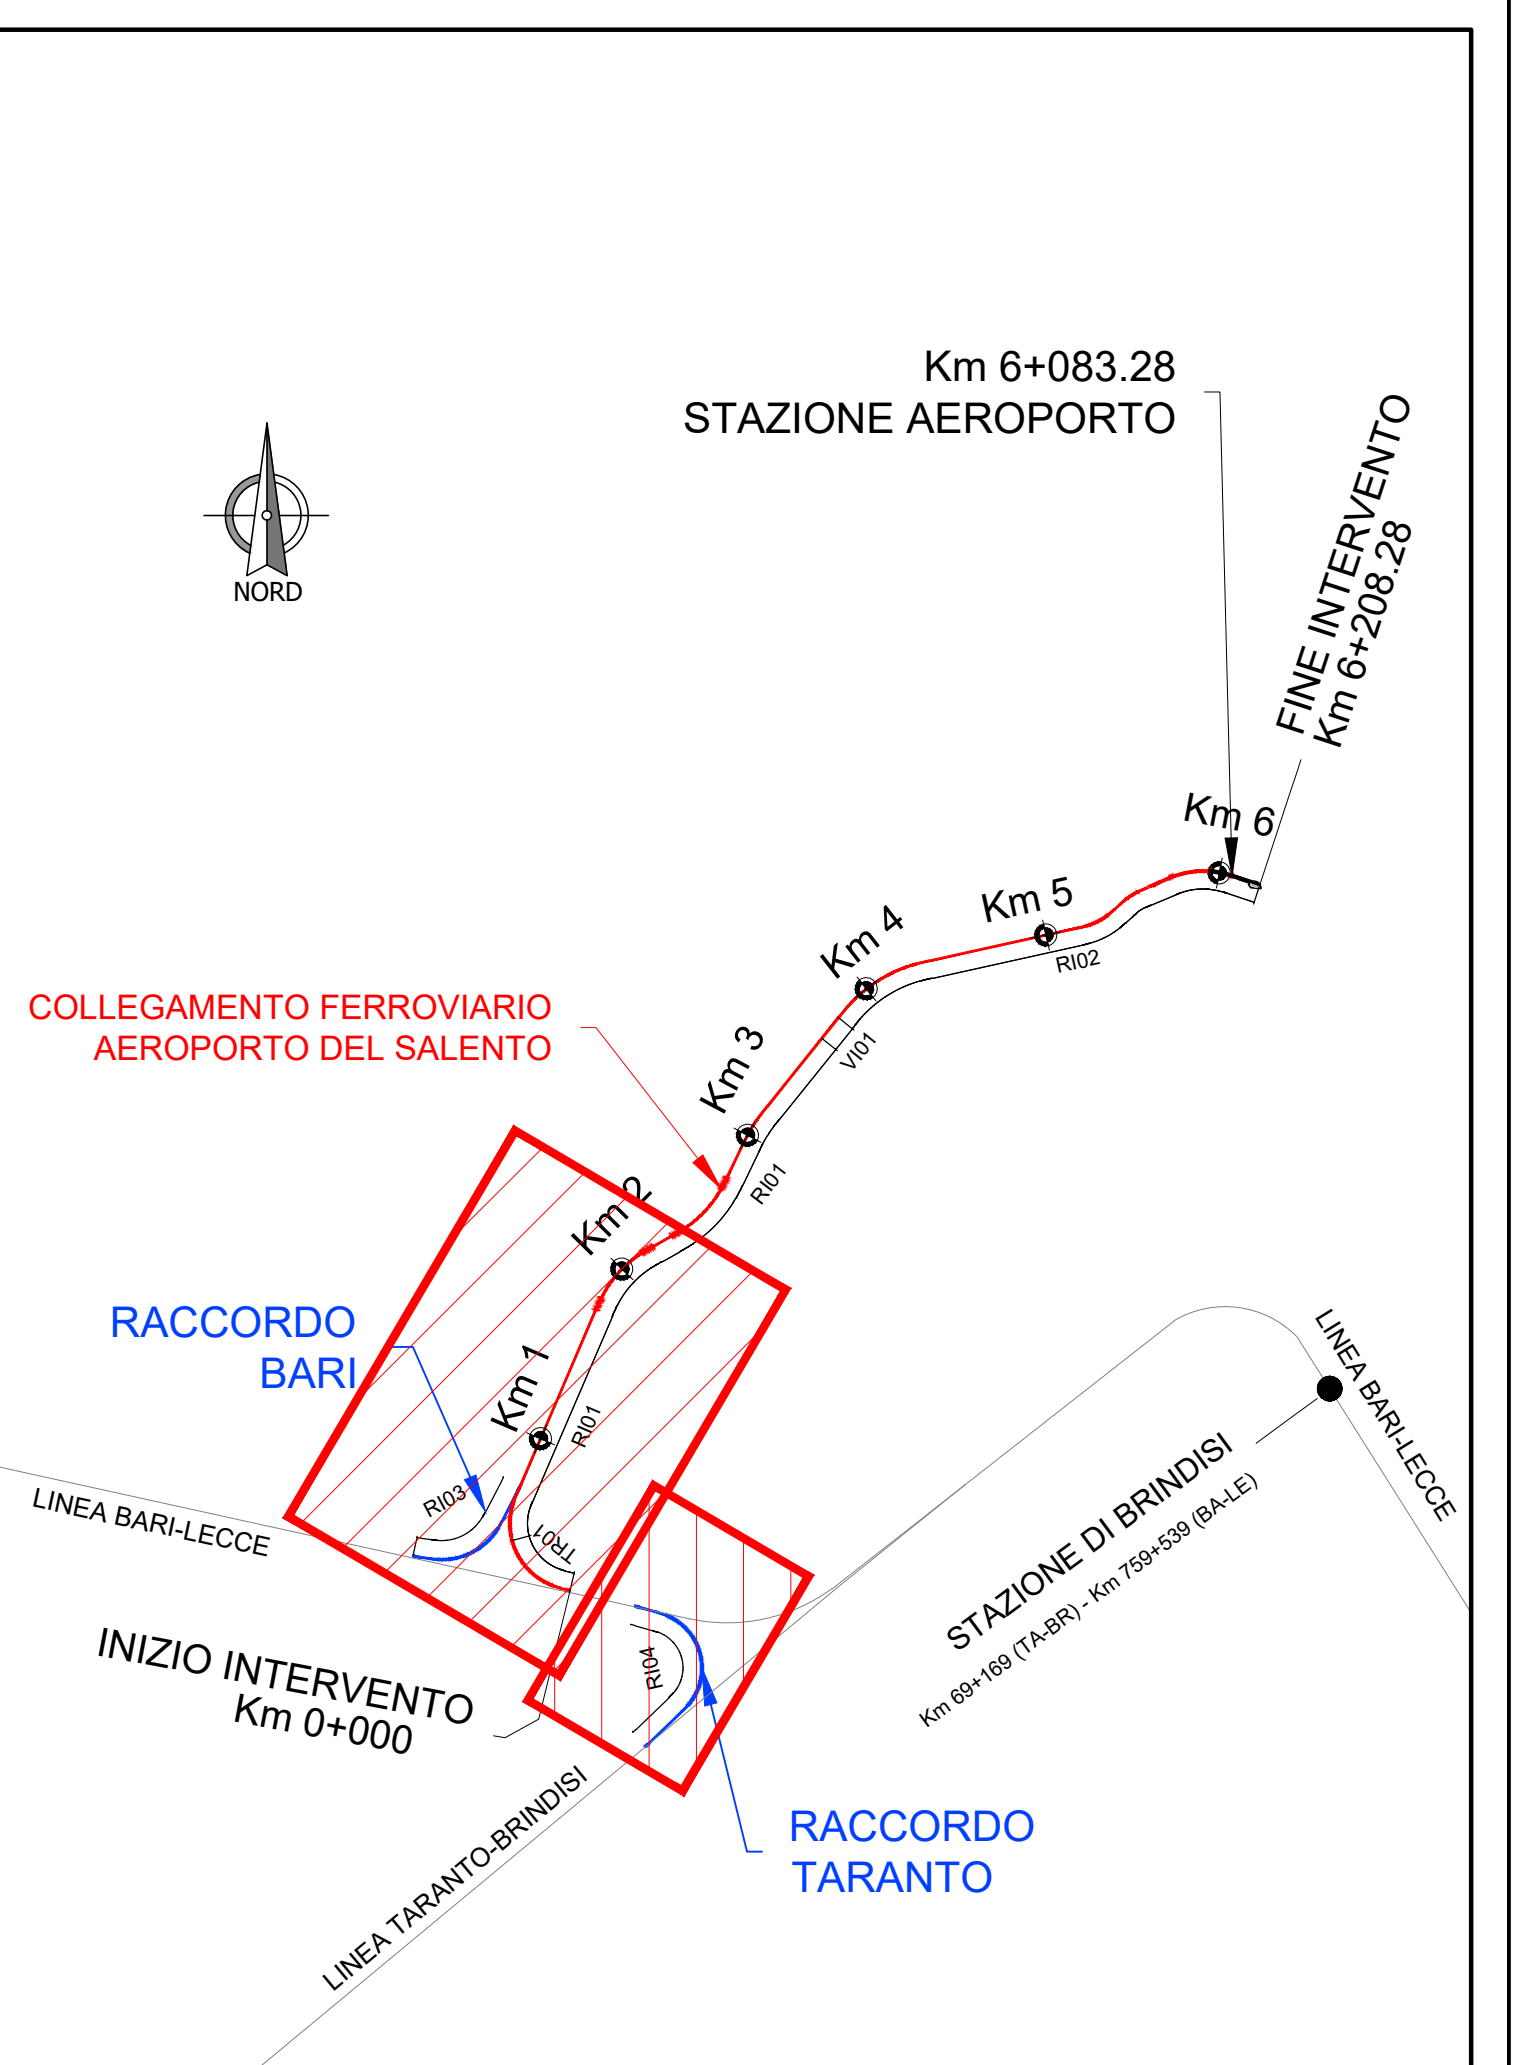 Km 6+083.28
STAZIONE AEROPORTO
FINE INTERVENTO
Km 6+208.28
NORD
Km 6
Km 5
RI02
Km 4
VI01
COLLEGAMENTO FERROVIARIO
AEROPORTO DEL SALENTO
Km 3
RI01
Km 2
RACCORDO
BARI
Km 1
RI01
LINEA BARI-LECCE
RI03
TR01
LINEA BARI-LECCE
STAZIONE DI BRINDISI
Km 69+169 (TA-BR) - Km 759+539 (BA-LE)
INIZIO INTERVENTO
Km 0+000
RI04
LINEA TARANTO-BRINDISI
RACCORDO
TARANTO